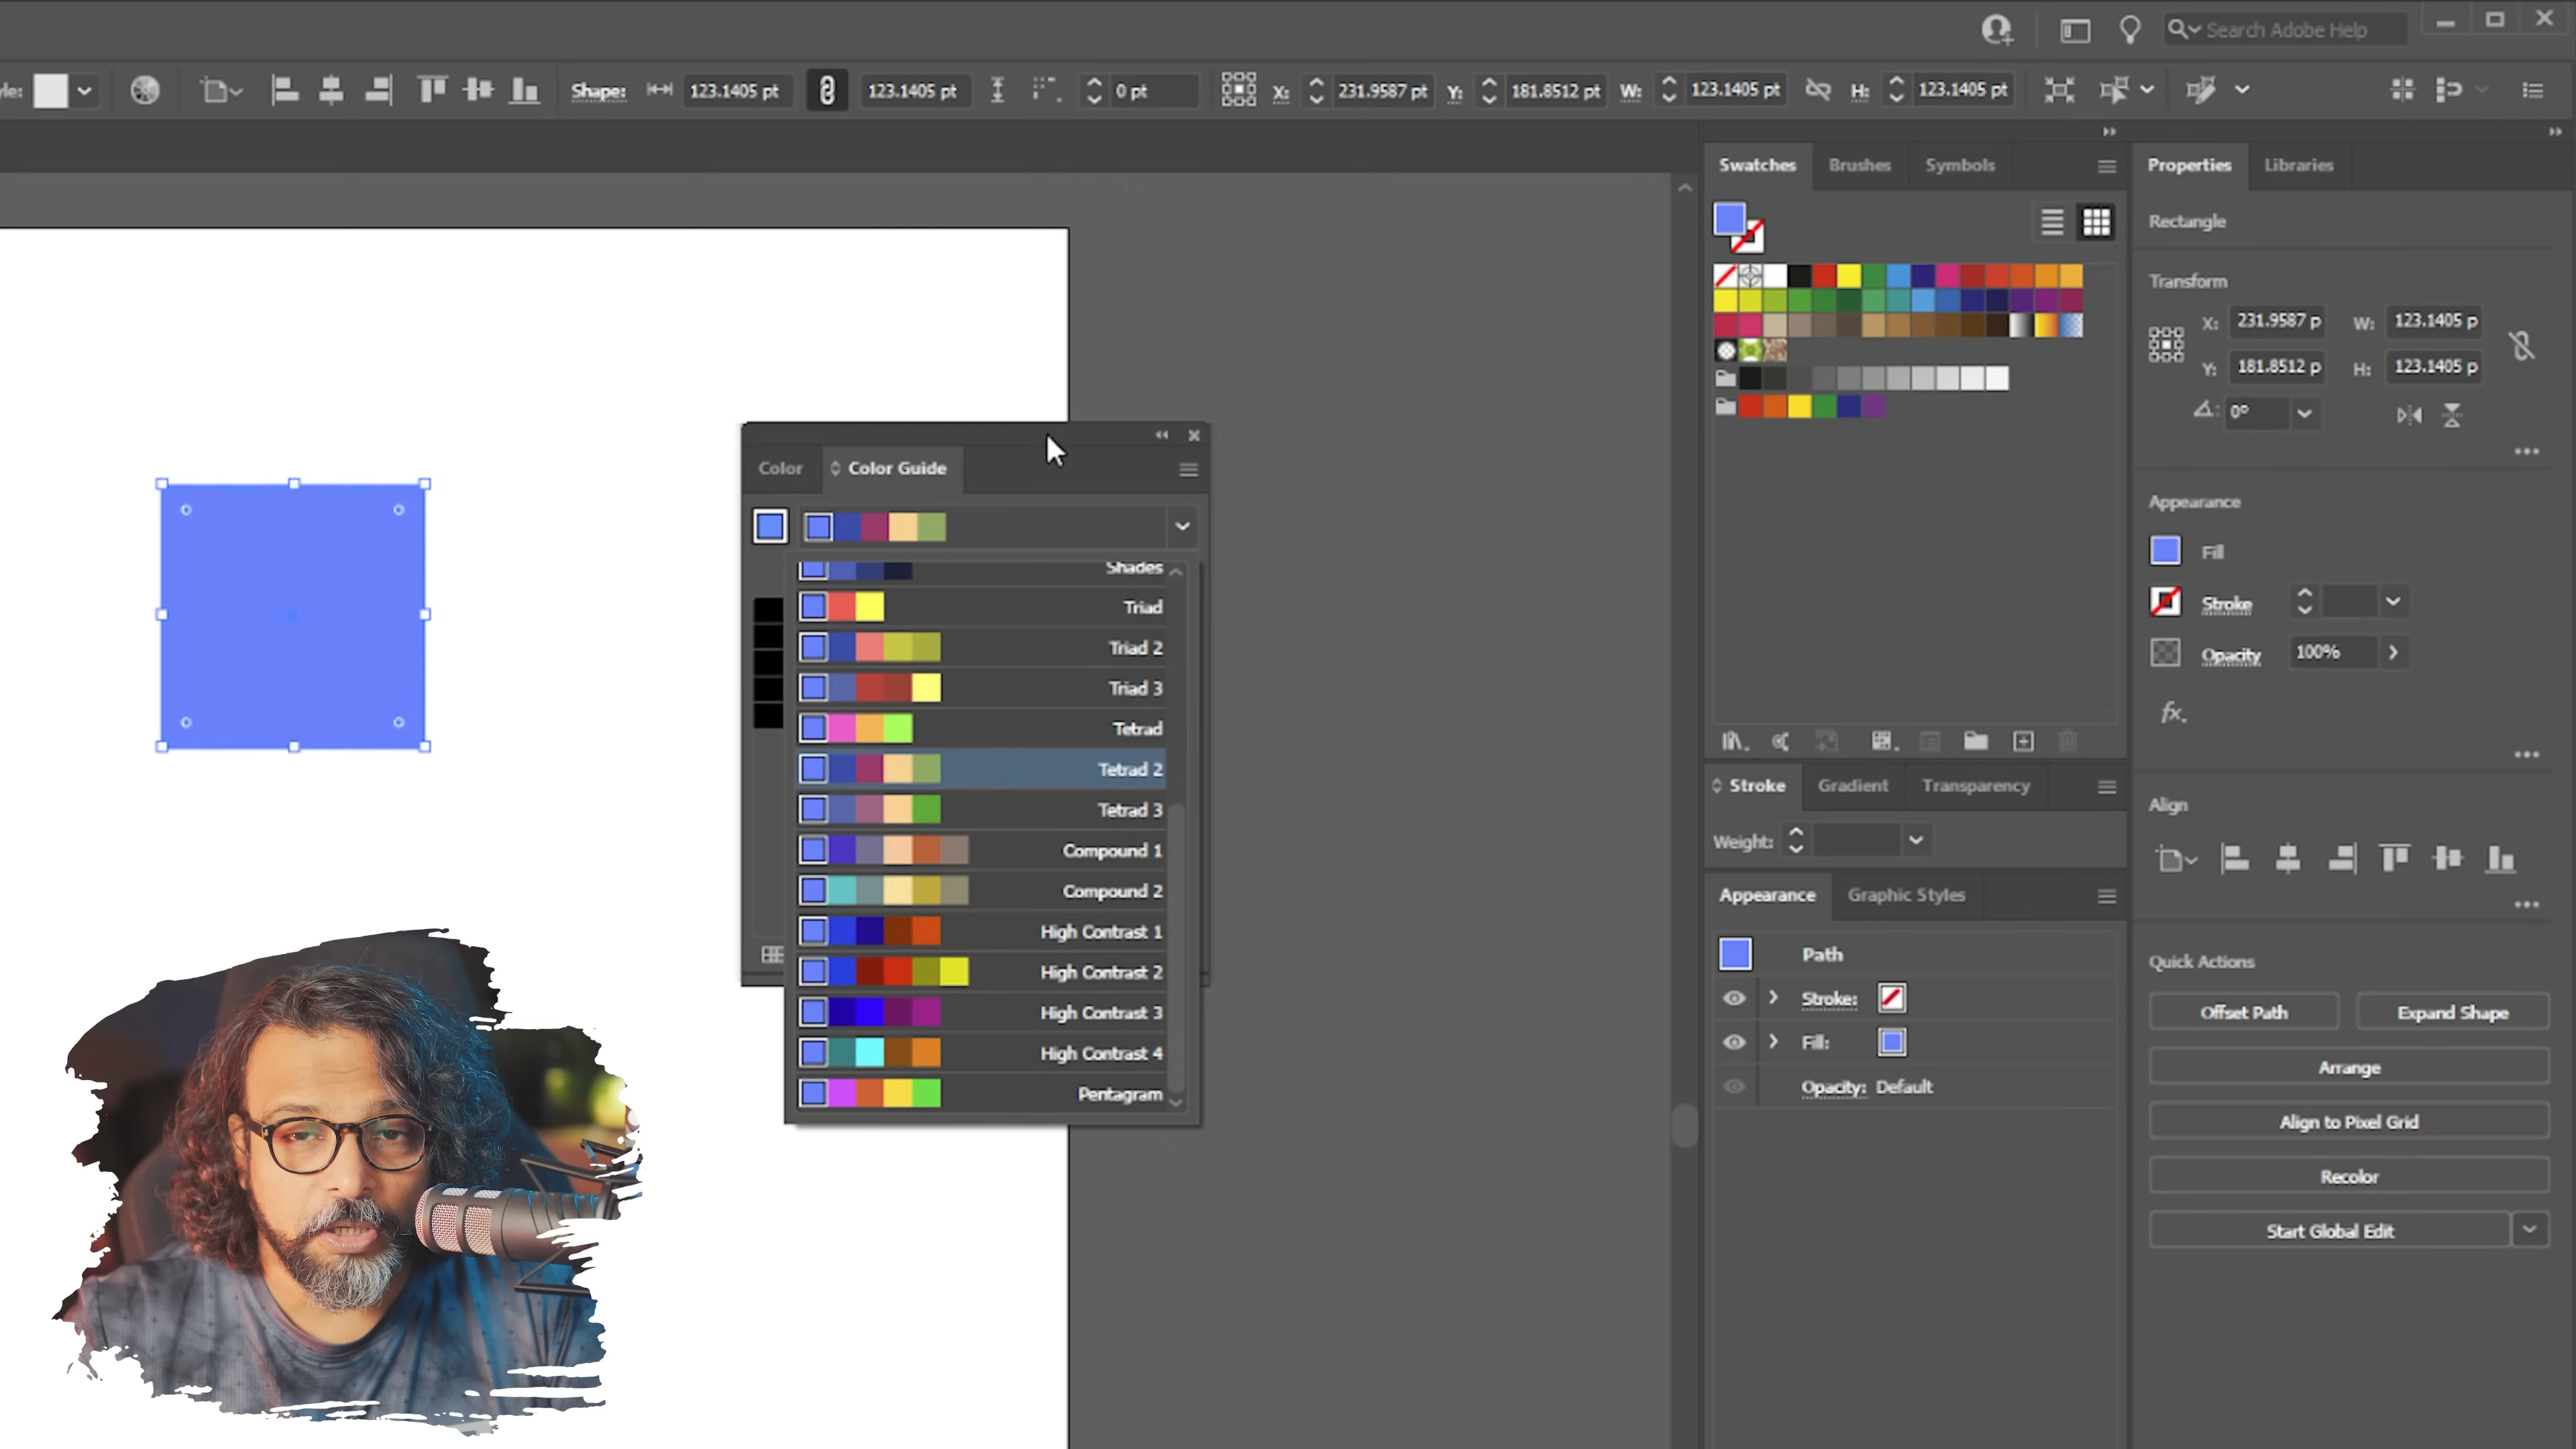 Search Adobe Help
yle:
Shape: 123.1405 pt 123.1405 pt 0 pt X: 231.9587 pt Y: 181.8512 pt W: 123.1405 pt H: 123.1405 pt
Swatches Brushes Symbols
Properties Libraries
Rectangle
Transform
X: 231.9587 p W: 123.1405 p
Y: 181.8512 p H: 123.1405 p
0°
Color Color Guide
Shades
Triad
Triad 2
Triad 3
Tetrad
Tetrad 2
Tetrad 3
Compound 1
Compound 2
High Contrast 1
High Contrast 2
High Contrast 3
High Contrast 4
Pentagram
Stroke Gradient Transparency
Weight:
Appearance Graphic Styles
Path
Stroke:
Fill:
Opacity: Default
Appearance
Fill
Stroke
Opacity 100%
fx.
Align
Quick Actions
Offset Path Expand Shape
Arrange
Align to Pixel Grid
Recolor
Start Global Edit